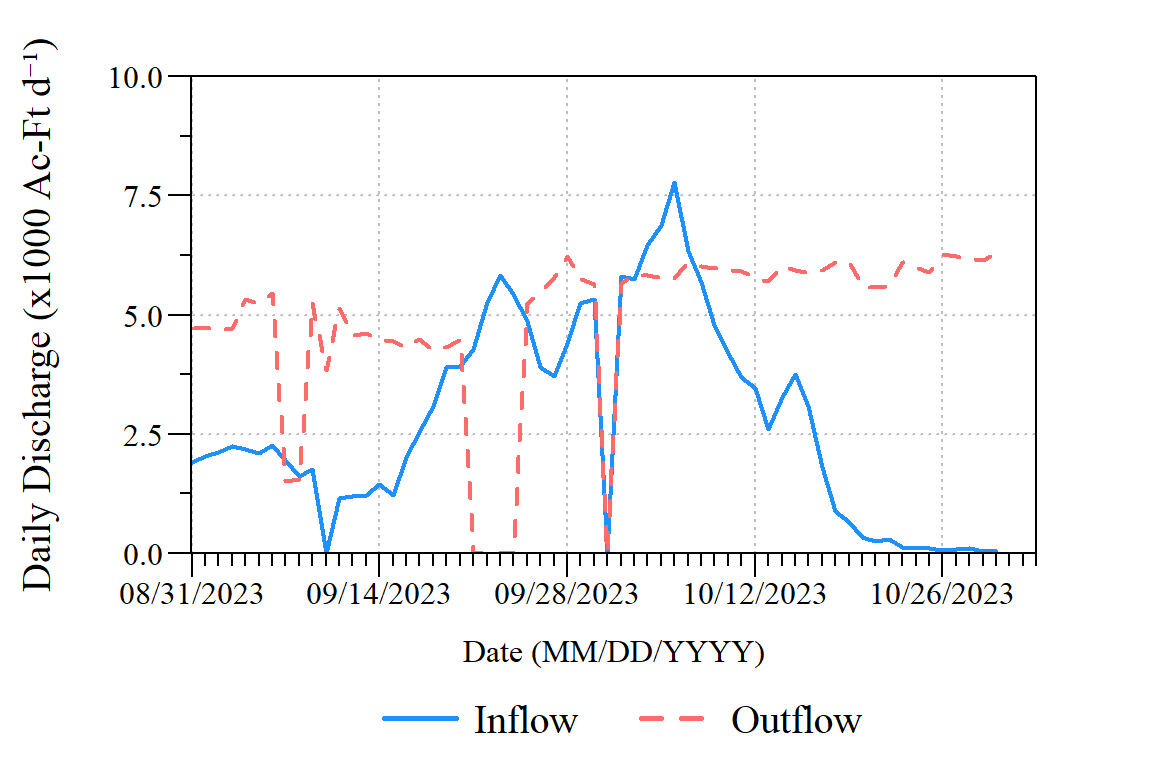 Daily Discharge (x1000 Ac-Ft d⁻¹)
10.0
7.5
5.0
2.5
0.0
08/31/2023 09/14/2023 09/28/2023 10/12/2023 10/26/2023
Date (MM/DD/YYYY)
Inflow Outflow